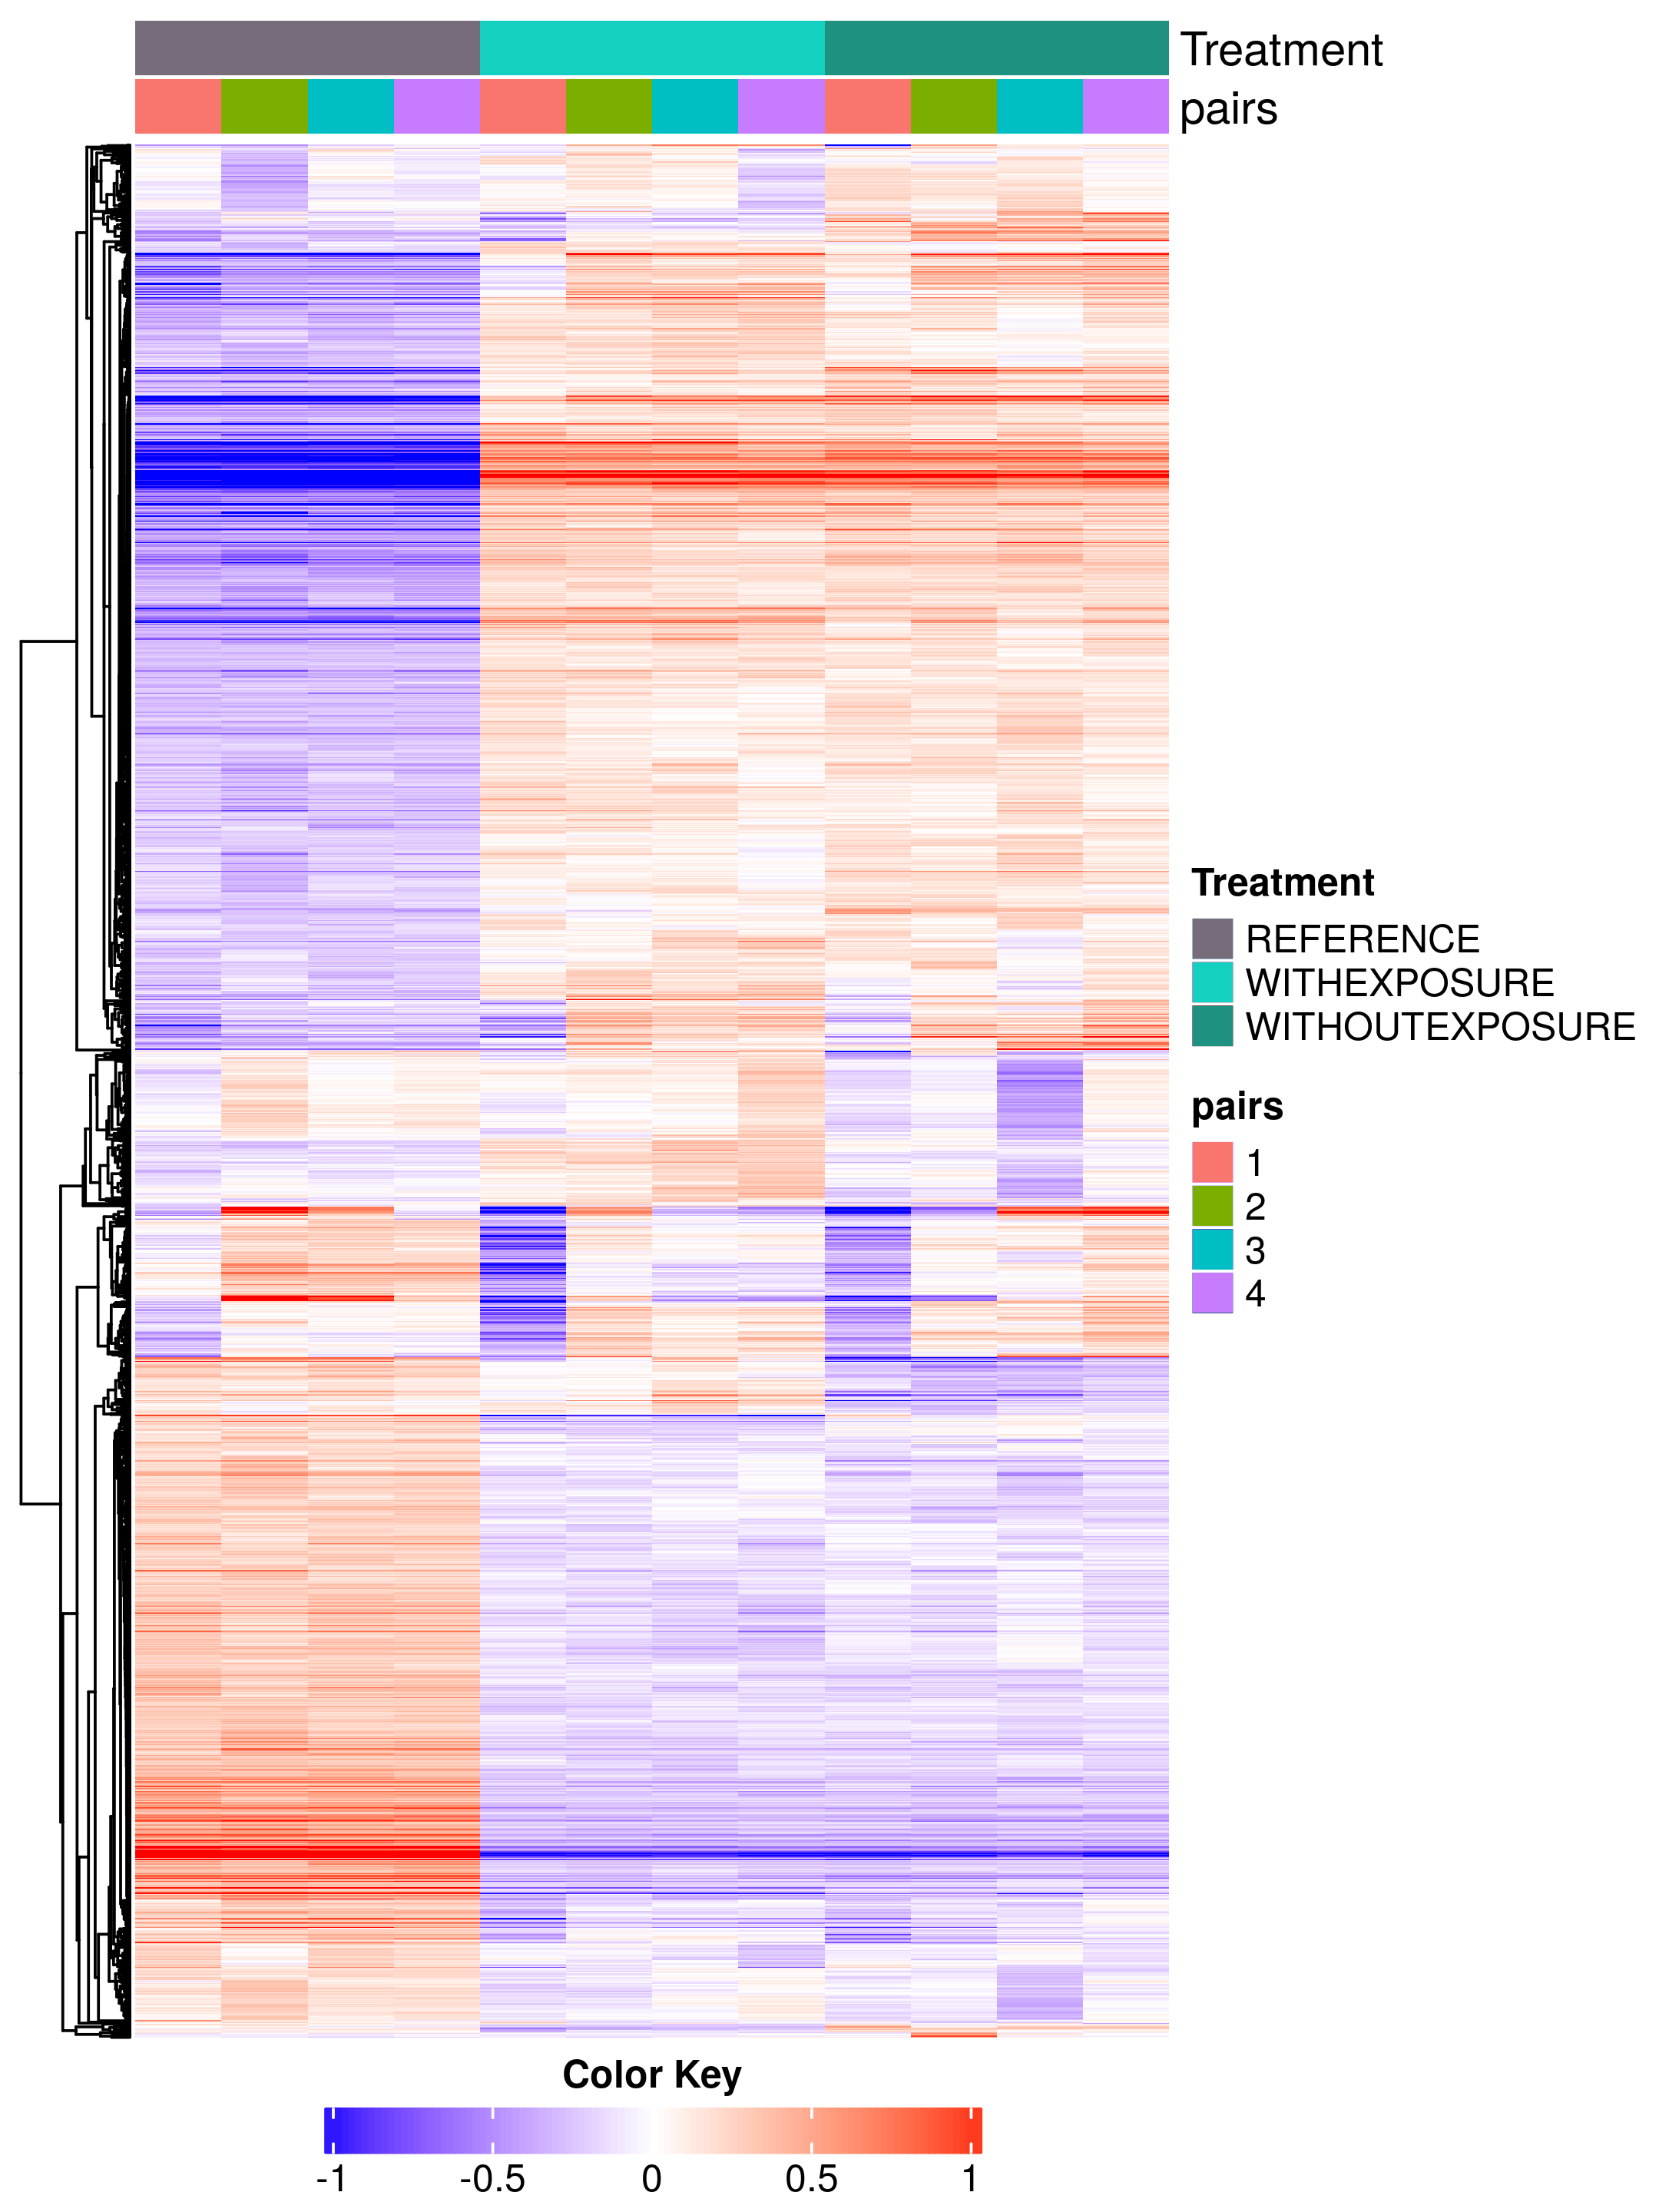 Treatment
pairs
Treatment
REFERENCE
WITHEXPOSURE
WITHOUTEXPOSURE
pairs
1
2
3
4
Color Key
-1 -0.5 0 0.5 1